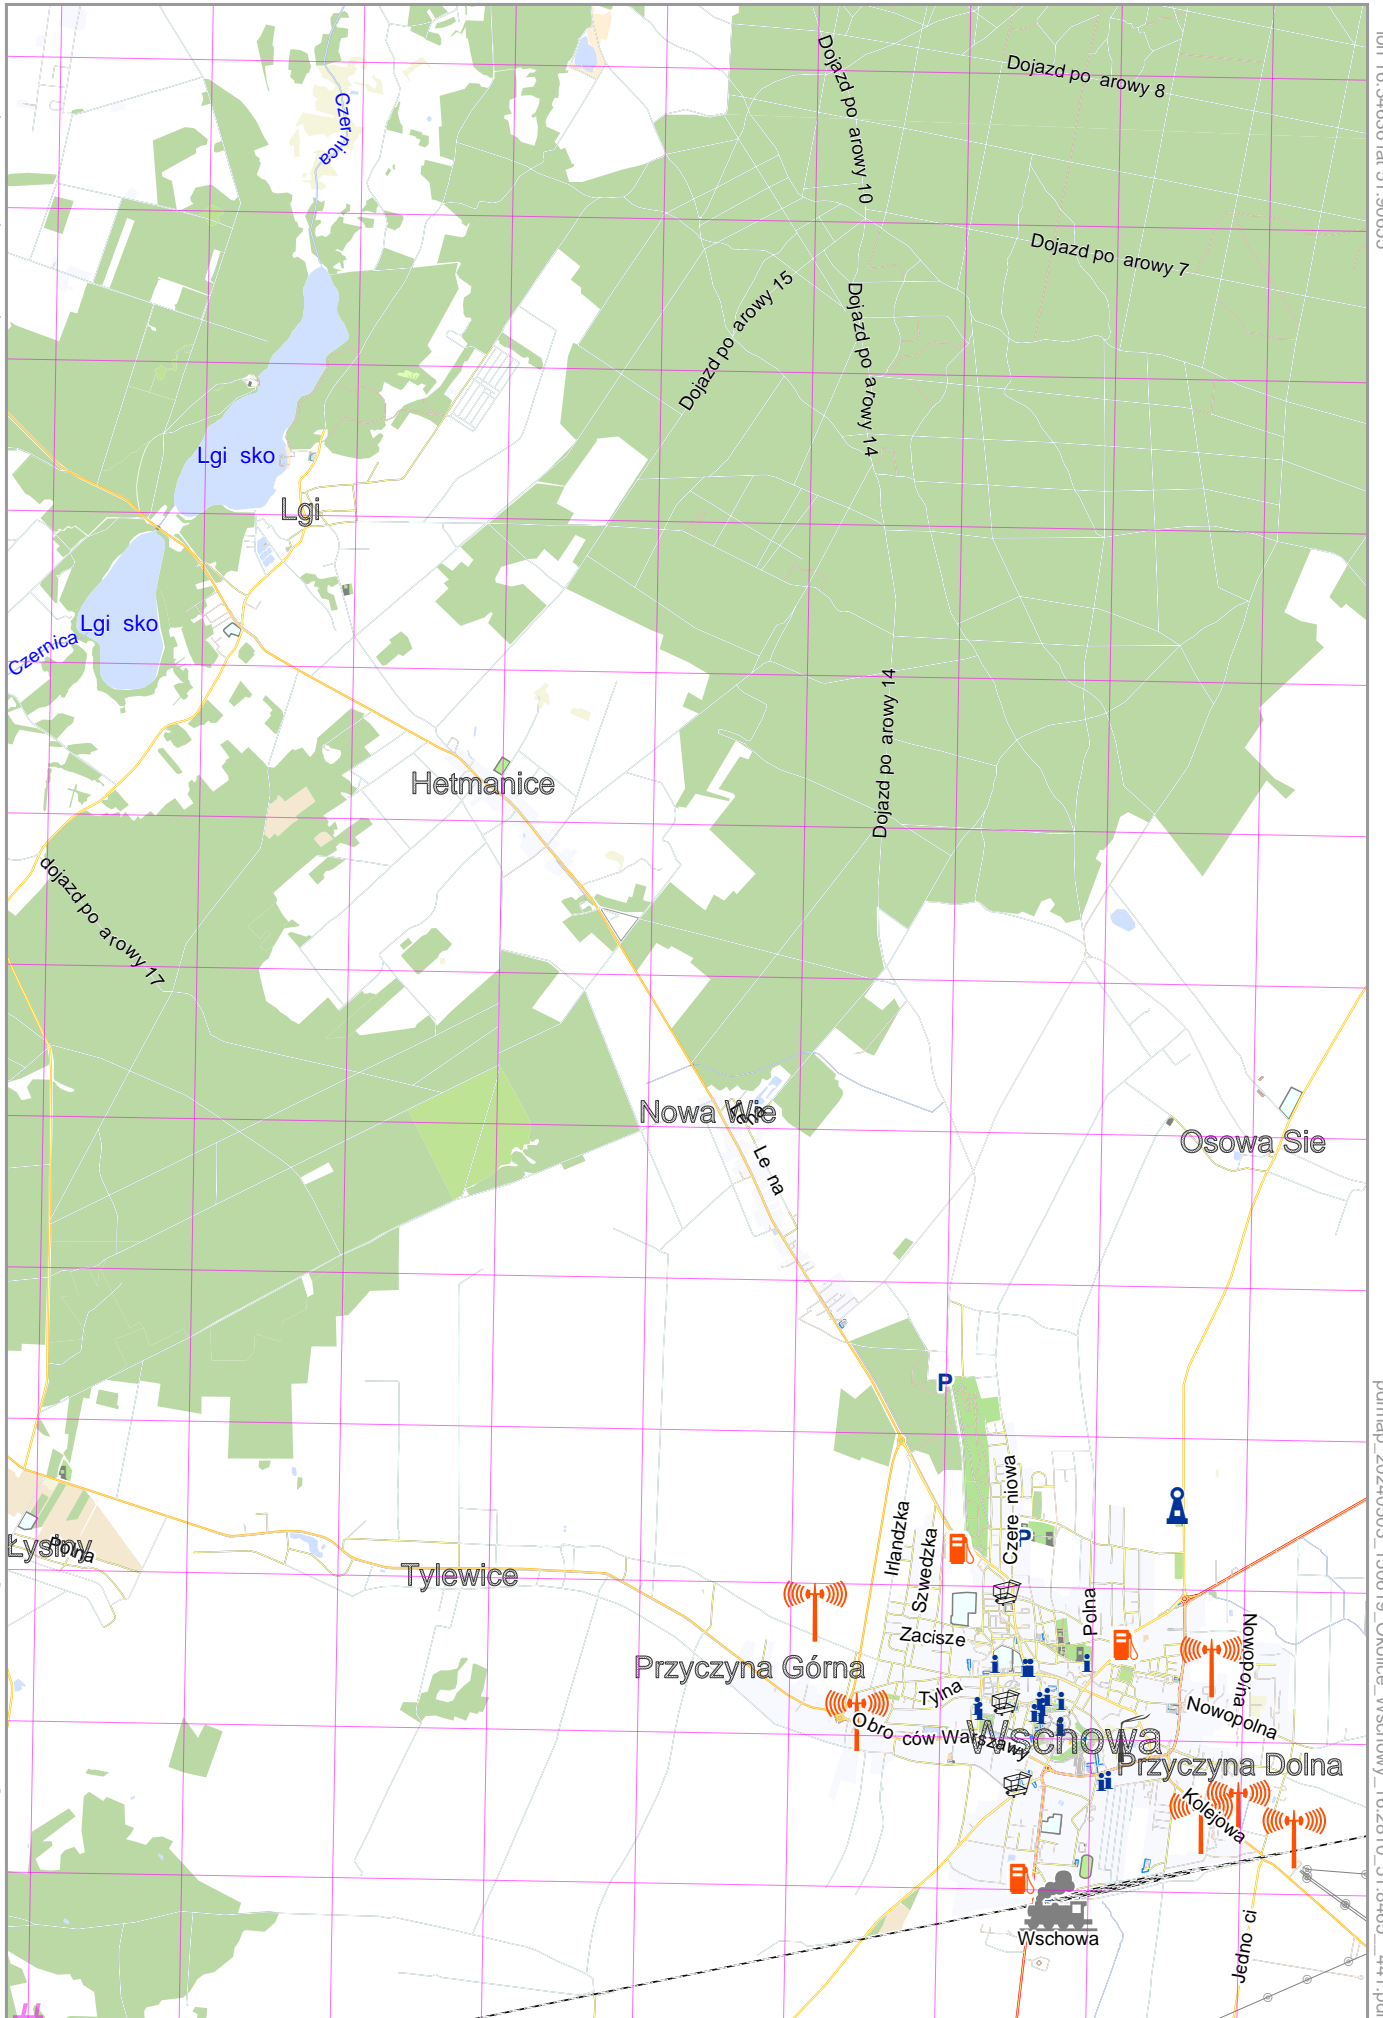 Dojazd po arowy 8
Dojazd po arowy 10
Czernica
Dojazd po arowy 7
Dojazd po arowy 15
Dojazd po arowy 14
Lgi sko
Lgi
Lgi sko
Czernica
Dojazd po arowy 14
Hetmanice
dojazd po arowy 17
Nowa Wie
Le na
Osowa Sie
P
Czere niowa
P
Irlandzka
Szwedzka
Łysiny
Polna
Tylewice
Polna
Zacisze
Nowopolna
Przyczyna Górna
Tylna
Nowopolna
Obro ców Warszawy
Wschowa
Przyczyna Dolna
Kolejowa
Wschowa
Jedno ci